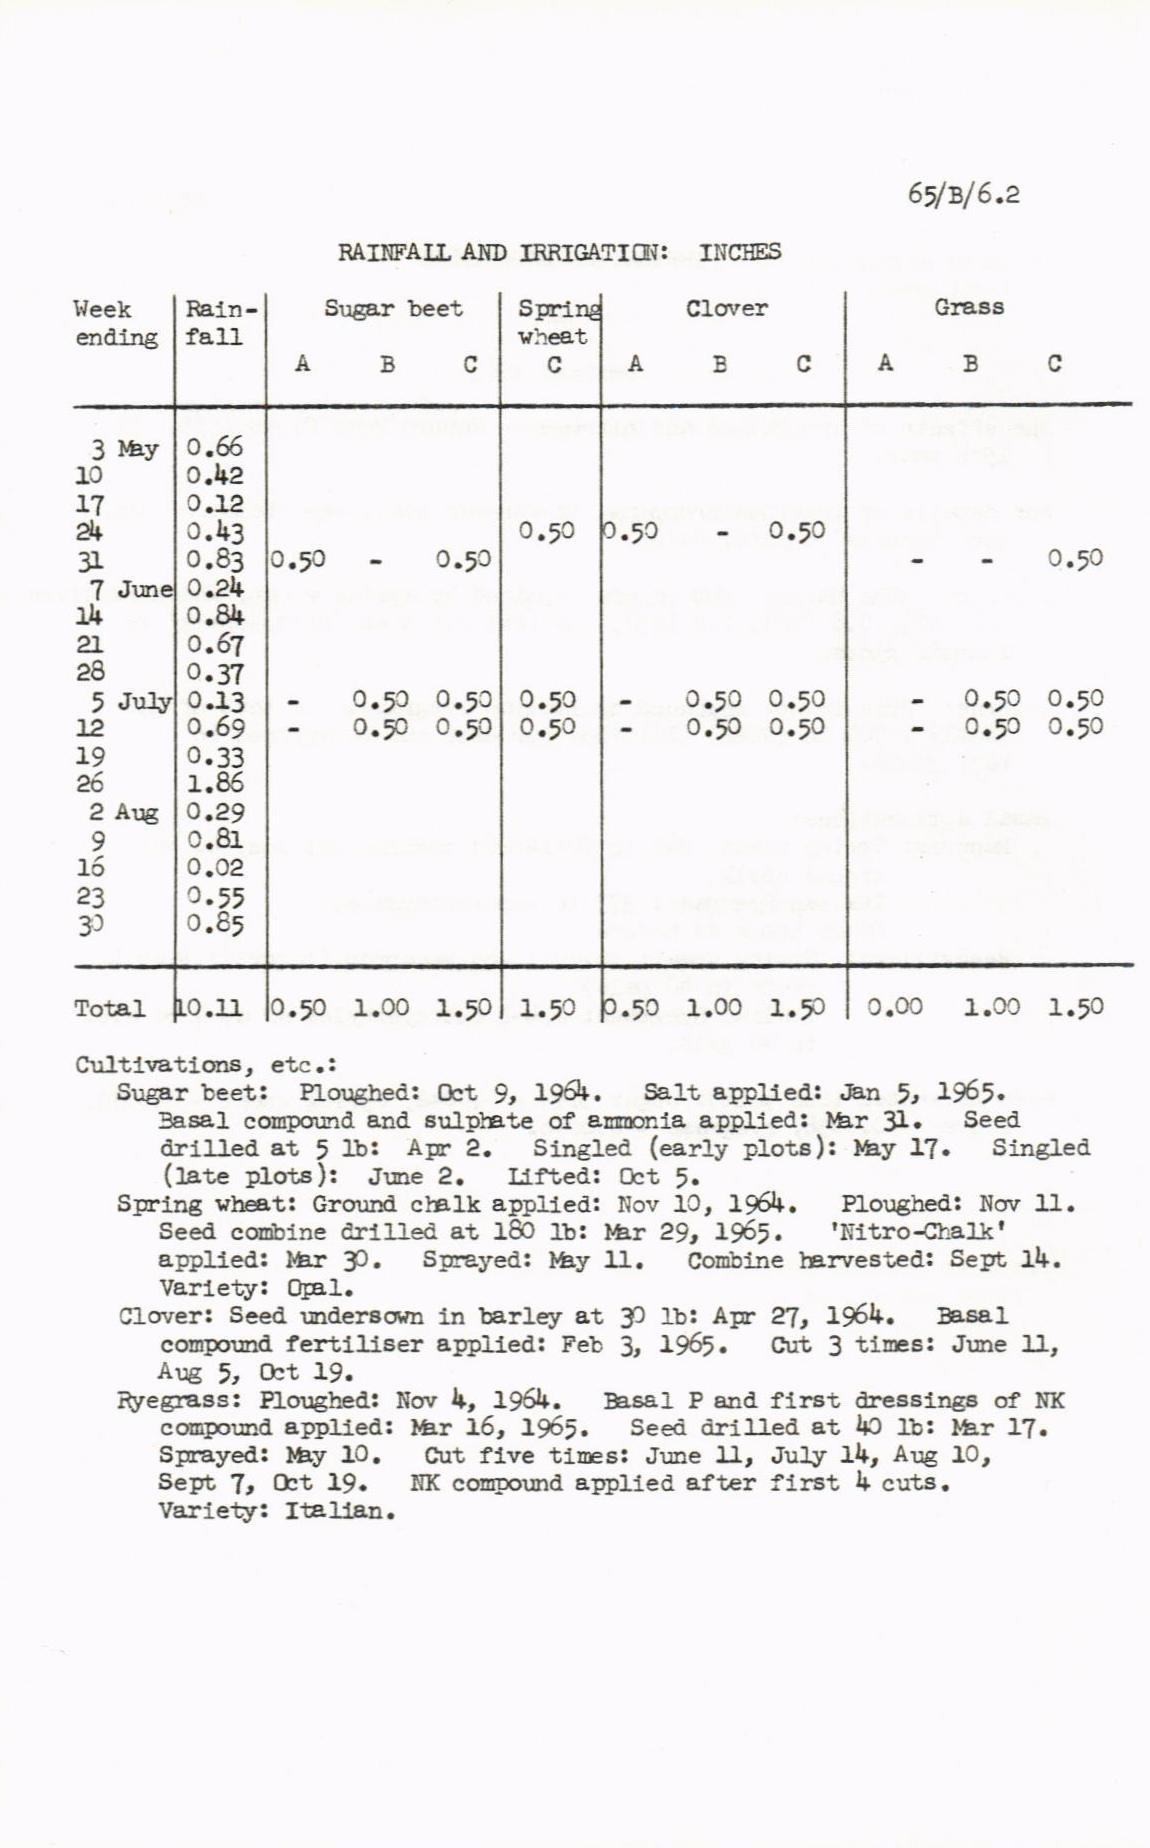 65/B/6.2
RAINFALL AND IRRIGATION: INCHES
Week Rain- Sugar beet Spring Clover Grass
ending fall wheat
A B C C A B C A B C
3 May 0.66
10 0.42
17 0.12
24 0.43 0.50 0.50 - 0.50
31 0.83 0.50 - 0.50 - - 0.50
7 June 0.24
14 0.84
21 0.67
28 0.37
5 July 0.13 - 0.50 0.50 0.50 - 0.50 0.50 - 0.50 0.50
12 0.69 - 0.50 0.50 0.50 - 0.50 0.50 - 0.50 0.50
19 0.33
26 1.86
2 Aug 0.29
9 0.81
16 0.02
23 0.55
30 0.85
Total 10.11 0.50 1.00 1.50 1.50 0.50 1.00 1.50 0.00 1.00 1.50
Cultivations, etc.:
Sugar beet: Ploughed: Oct 9, 1964. Salt applied: Jan 5, 1965.
Basal compound and sulphate of ammonia applied: Mar 31. Seed
drilled at 5 lb: Apr 2. Singled (early plots): May 17. Singled
(late plots): June 2. Lifted: Oct 5.
Spring wheat: Ground chalk applied: Nov 10, 1964. Ploughed: Nov 11.
Seed combine drilled at 180 lb: Mar 29, 1965. 'Nitro-Chalk'
applied: Mar 30. Sprayed: May 11. Combine harvested: Sept 14.
Variety: Opal.
Clover: Seed undersown in barley at 30 lb: Apr 27, 1964. Basal
compound fertiliser applied: Feb 3, 1965. Cut 3 times: June 11,
Aug 5, Oct 19.
Ryegrass: Ploughed: Nov 4, 1964. Basal P and first dressings of NK
compound applied: Mar 16, 1965. Seed drilled at 40 lb: Mar 17.
Sprayed: May 10. Cut five times: June 11, July 14, Aug 10,
Sept 7, Oct 19. NK compound applied after first 4 cuts.
Variety: Italian.